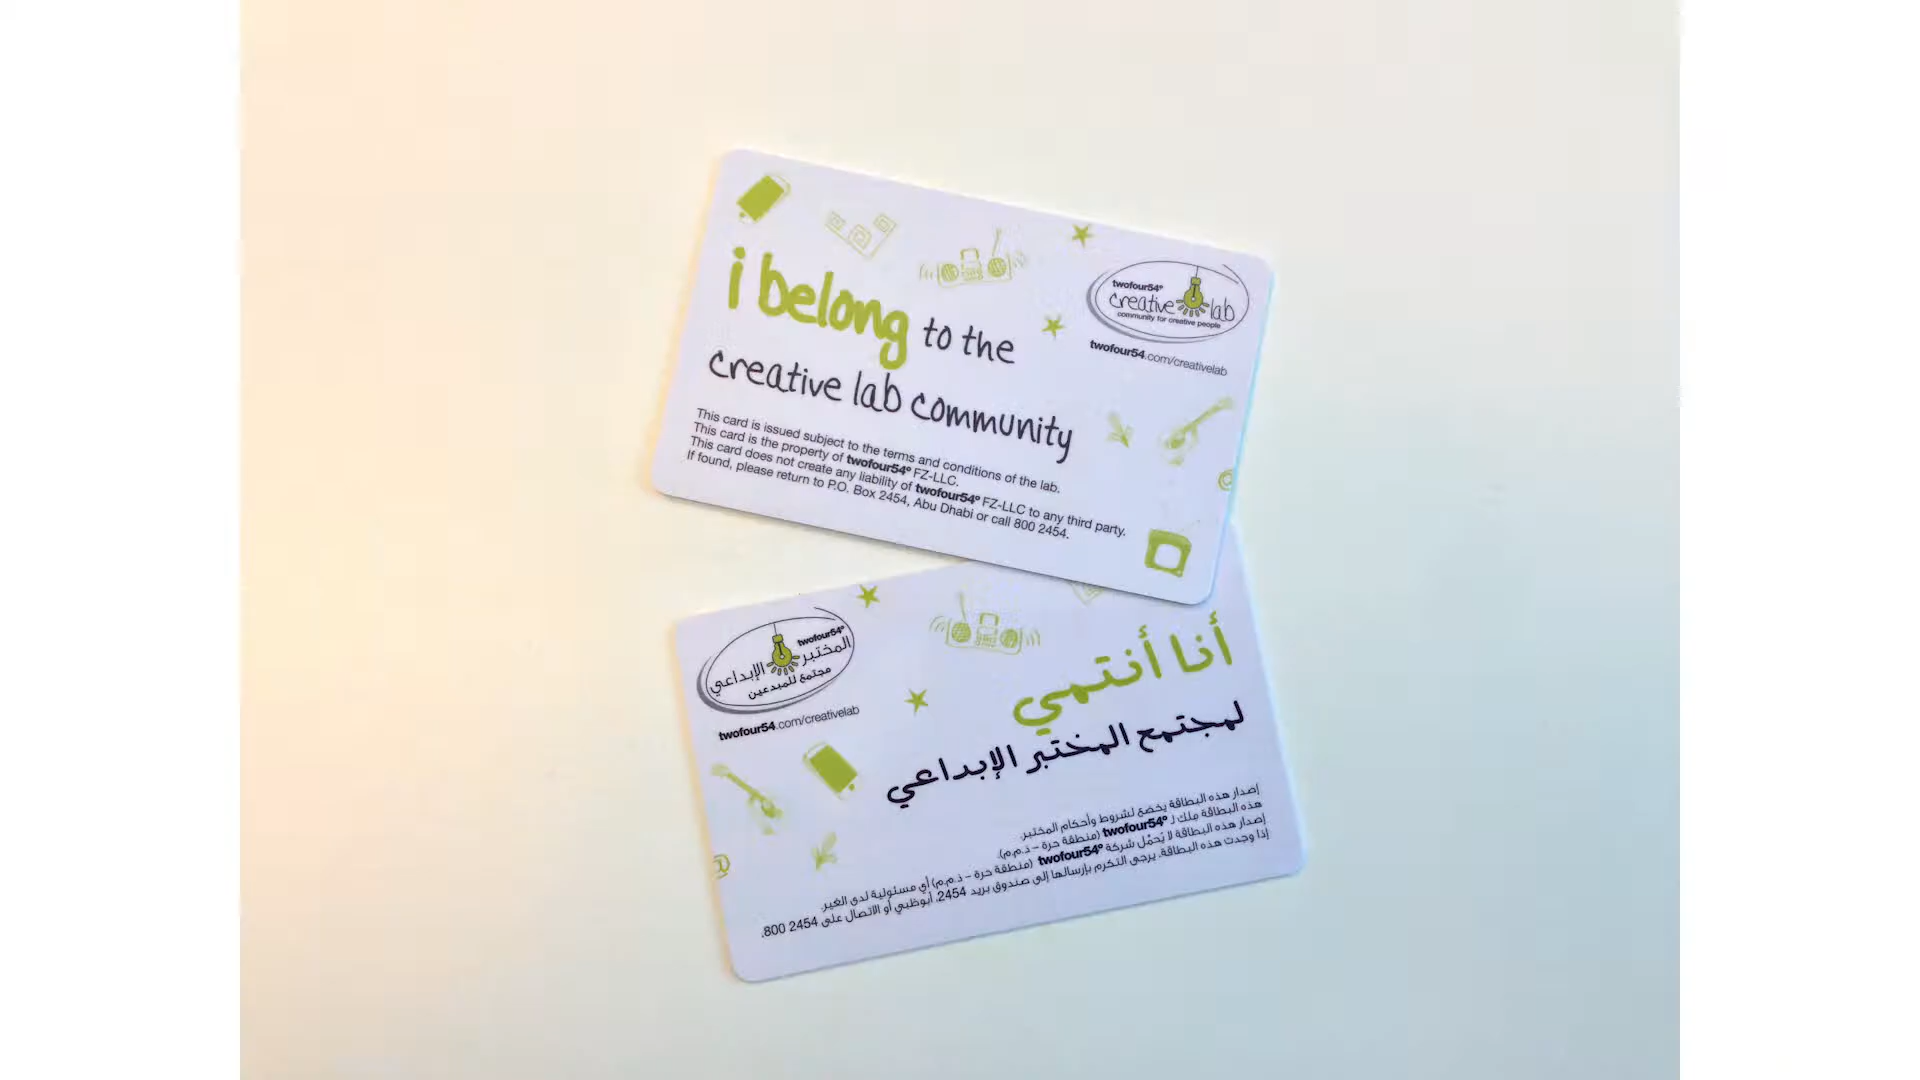 i belong to the
creative lab community
twofour54°
creative lab
community for creative people
twofour54.com/creativelab
This card is issued subject to the terms and conditions of the lab.
This card is the property of twofour54° FZ-LLC.
This card does not create any liability of twofour54° FZ-LLC to any third party.
If found, please return to P.O. Box 2454, Abu Dhabi or call 800 2454.
twofour54°
المختبر الإبداعي
مجتمع للمبدعين
twofour54.com/creativelab
أنا أنتمي
لمجتمع المختبر الإبداعي
إصدار هذه البطاقة يخضع لشروط وأحكام المختبر.
هذه البطاقة ملك لـ twofour54° (منطقة حرة – ذ.م.م).
إصدار هذه البطاقة لا يُحمّل شركة twofour54° (منطقة حرة – ذ.م.م) أي مسئولية لدى الغير.
إذا وجدت هذه البطاقة، يرجى التكرم بإرسالها إلى صندوق بريد 2454، أبوظبي أو الاتصال على 2454 800.